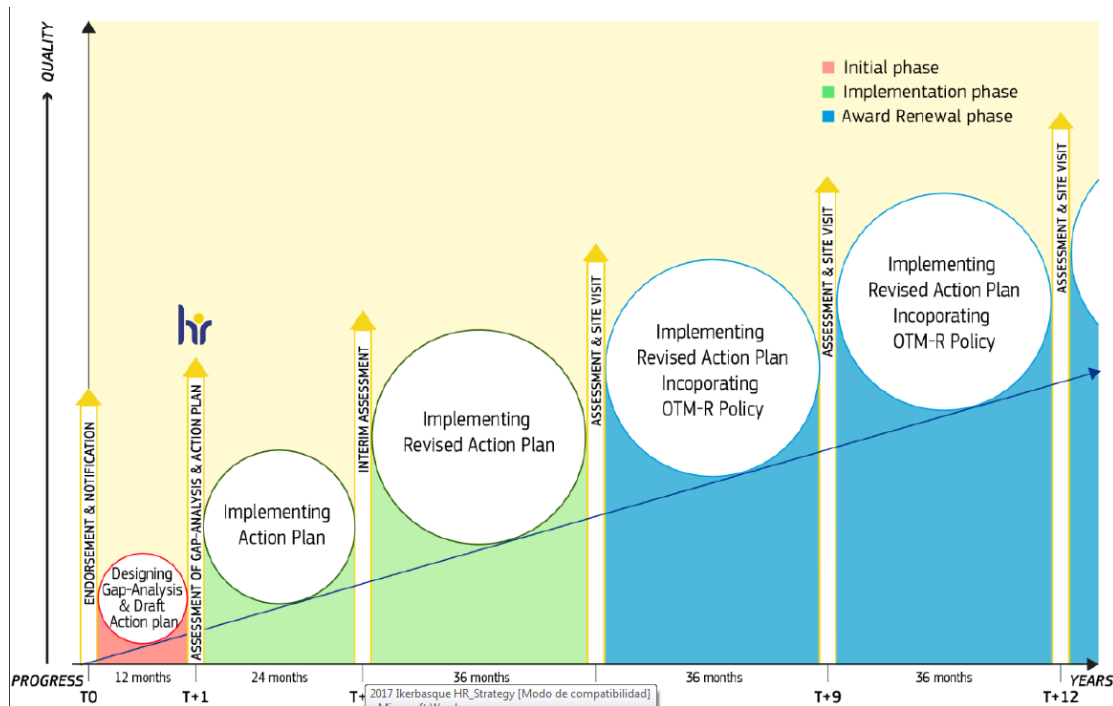 QUALITY
Initial phase
Implementation phase
Award Renewal phase
hr
ENDORSEMENT & NOTIFICATION
Designing
Gap-Analysis
& Draft
Action plan
ASSESSMENT OF GAP-ANALYSIS & ACTION PLAN
Implementing
Action Plan
INTERIM ASSESSMENT
Implementing
Revised Action Plan
ASSESSMENT & SITE VISIT
Implementing
Revised Action Plan
Incoporating
OTM-R Policy
ASSESSMENT & SITE VISIT
Implementing
Revised Action Plan
Incoporating
OTM-R Policy
ASSESSMENT & SITE VISIT
PROGRESS 12 months 24 months 36 months 36 months 36 months YEARS
T0 T+1 T+ T+9 T+12
2017 Ikerbasque HR_Strategy [Modo de compatibilidad]